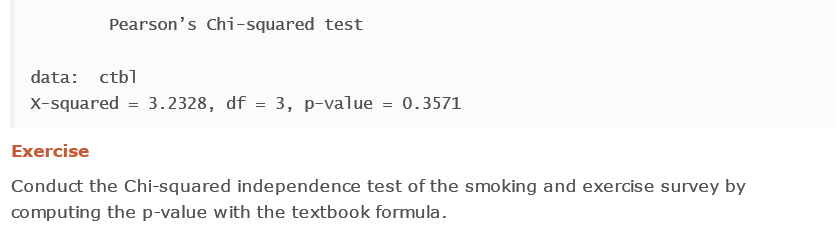 Pearson’s Chi-squared test
data:  ctbl
X-squared = 3.2328, df = 3, p-value = 0.3571
Exercise
Conduct the Chi-squared independence test of the smoking and exercise survey by
computing the p-value with the textbook formula.